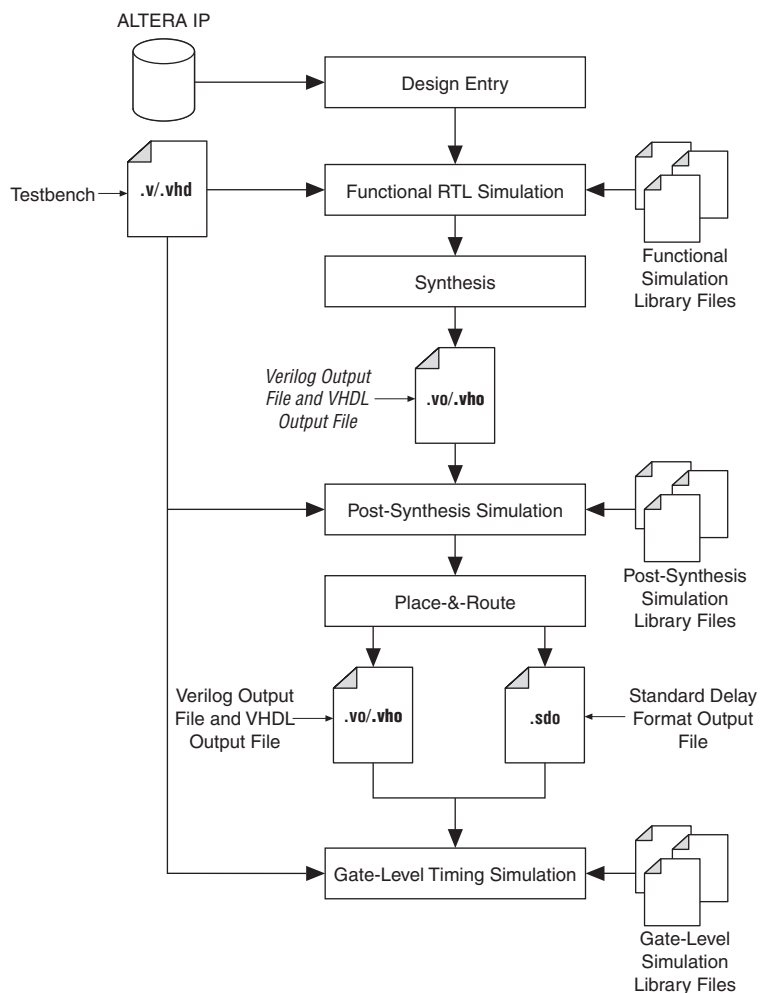 ALTERA IP
Design Entry
Testbench
.v/.vhd
Functional RTL Simulation
Functional
Simulation
Library Files
Synthesis
Verilog Output
File and VHDL
Output File
.vo/.vho
Post-Synthesis Simulation
Post-Synthesis
Simulation
Library Files
Place-&-Route
Verilog Output
File and VHDL
Output File
.vo/.vho
.sdo
Standard Delay
Format Output
File
Gate-Level Timing Simulation
Gate-Level
Simulation
Library Files